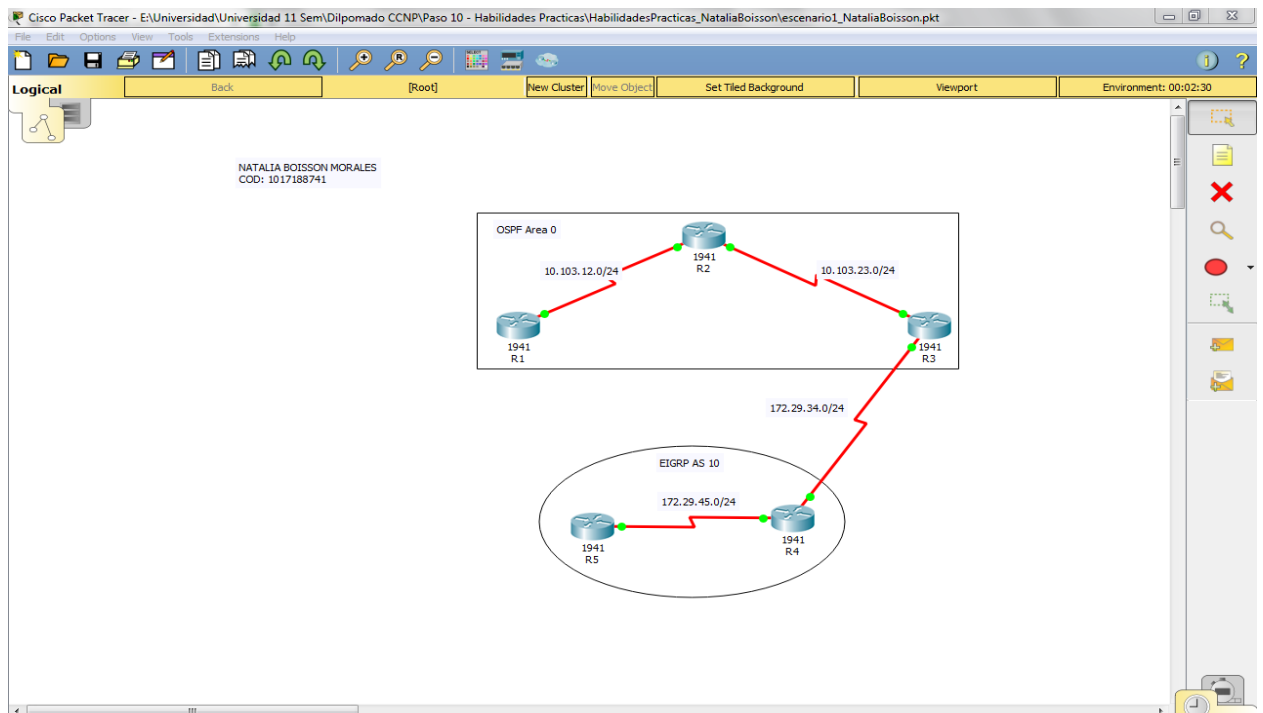 Cisco Packet Tracer - E:\Universidad\Universidad 11 Sem\Dilpomado CCNP\Paso 10 - Habilidades Practicas\HabilidadesPracticas_NataliaBoisson\escenario1_NataliaBoisson.pkt
File Edit Options View Tools Extensions Help
Logical Back [Root] New Cluster Move Object Set Tiled Background Viewport Environment: 00:02:30
NATALIA BOISSON MORALES
COD: 1017188741
OSPF Area 0
1941
R2
10.103.12.0/24
10.103.23.0/24
1941
R1
1941
R3
172.29.34.0/24
EIGRP AS 10
172.29.45.0/24
1941
R5
1941
R4